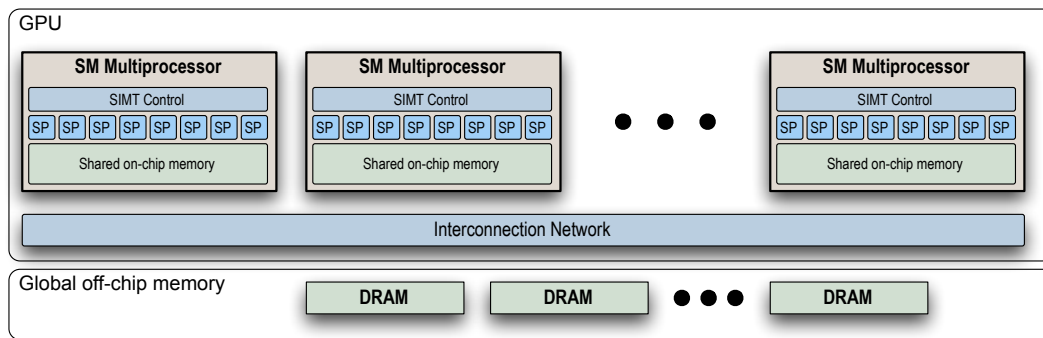 GPU
SM Multiprocessor SM Multiprocessor SM Multiprocessor
SIMT Control SIMT Control SIMT Control
SP SP SP SP SP SP SP SP SP SP SP SP SP SP SP SP SP SP SP SP SP SP SP SP
Shared on-chip memory Shared on-chip memory Shared on-chip memory
Interconnection Network
Global off-chip memory
DRAM DRAM DRAM